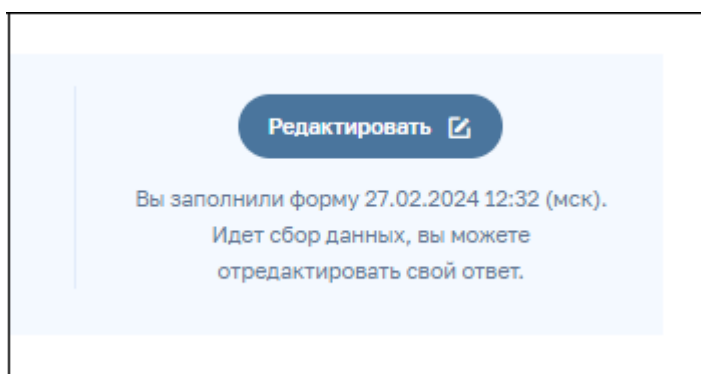 Редактировать
Вы заполнили форму 27.02.2024 12:32 (мск).
Идет сбор данных, вы можете
отредактировать свой ответ.